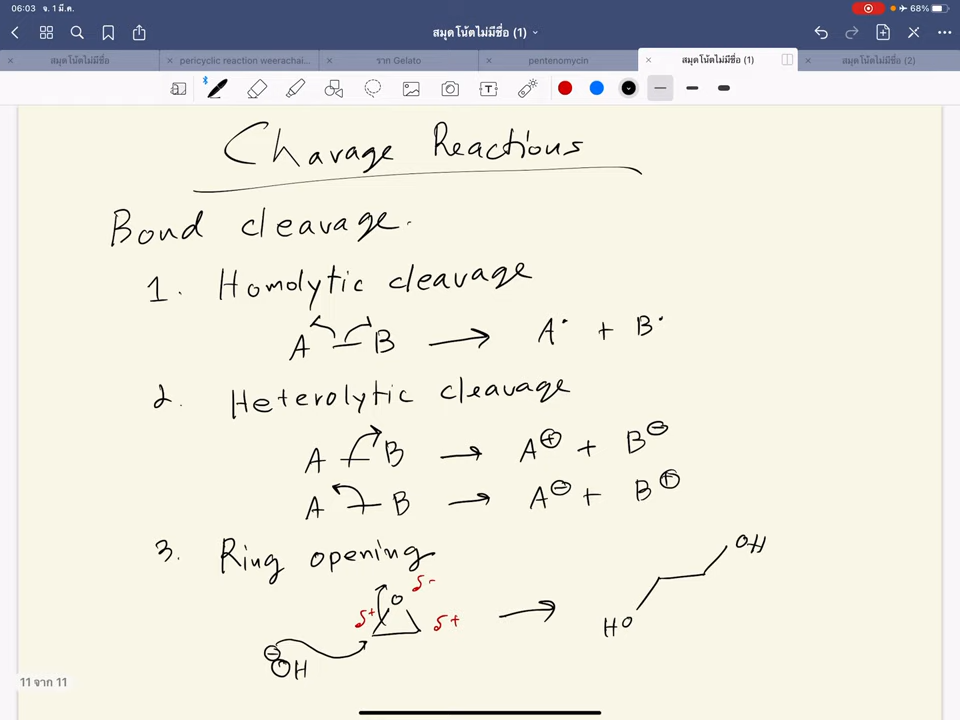 06:03 จ. 1 มี.ค.
68%
สมุดโน้ตไม่มีชื่อ (1)
สมุดโน้ตไม่มีชื่อ
pericyclic reaction weerachai...
ราก Gelato
pentenomycin
สมุดโน้ตไม่มีชื่อ (1)
สมุดโน้ตไม่มีชื่อ (2)
Chavage Reactions
Bond cleavage.
1. Homolytic cleavage
A — B → A· + B·
2. Heterolytic cleavage
A — B → A⊕ + B⊖
A — B → A⊖ + B⊕
3. Ring opening
δ-
O
OH
δ+
δ+
→
HO
⊖
OH
11 จาก 11